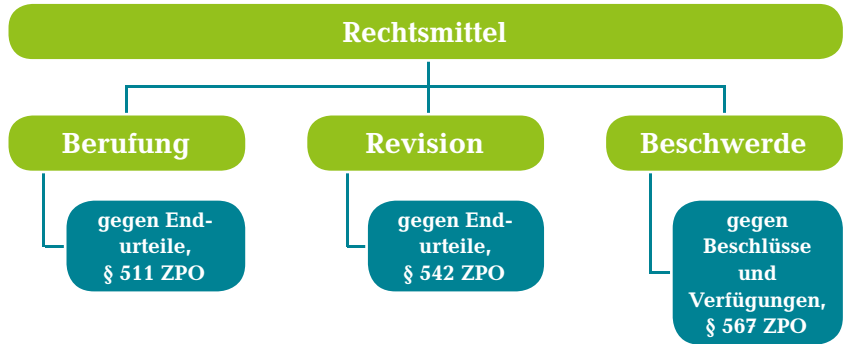 Rechtsmittel
Berufung
Revision
Beschwerde
gegen End-
urteile,
§ 511 ZPO
gegen End-
urteile,
§ 542 ZPO
gegen
Beschlüsse
und
Verfügungen,
§ 567 ZPO